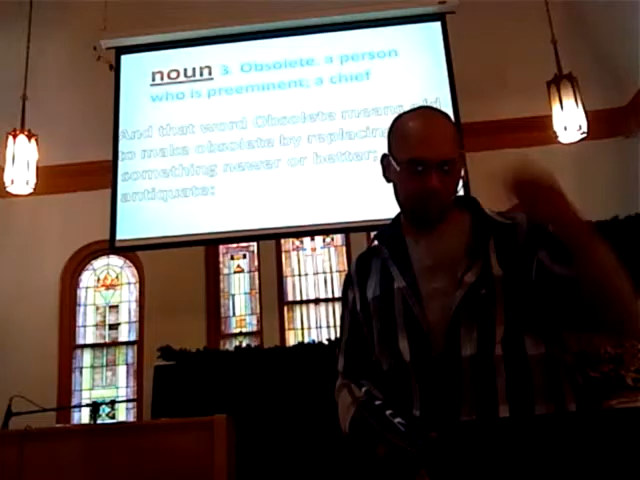 noun 3. Obsolete. a person
who is preeminent; a chief
And that word Obsolete means old
to make obsolete by replacing
something newer or better;
antiquate: